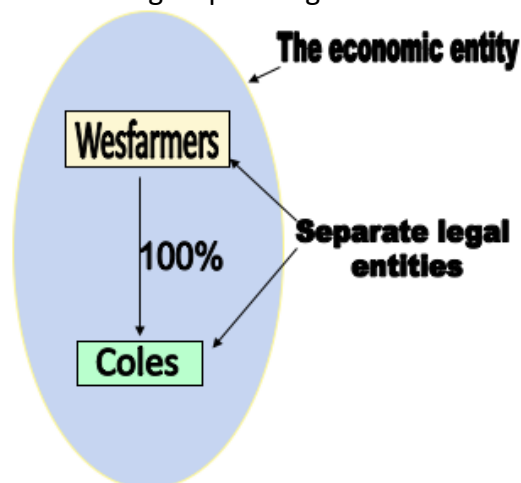 The economic entity
Wesfarmers
100%
Separate legal
entities
Coles